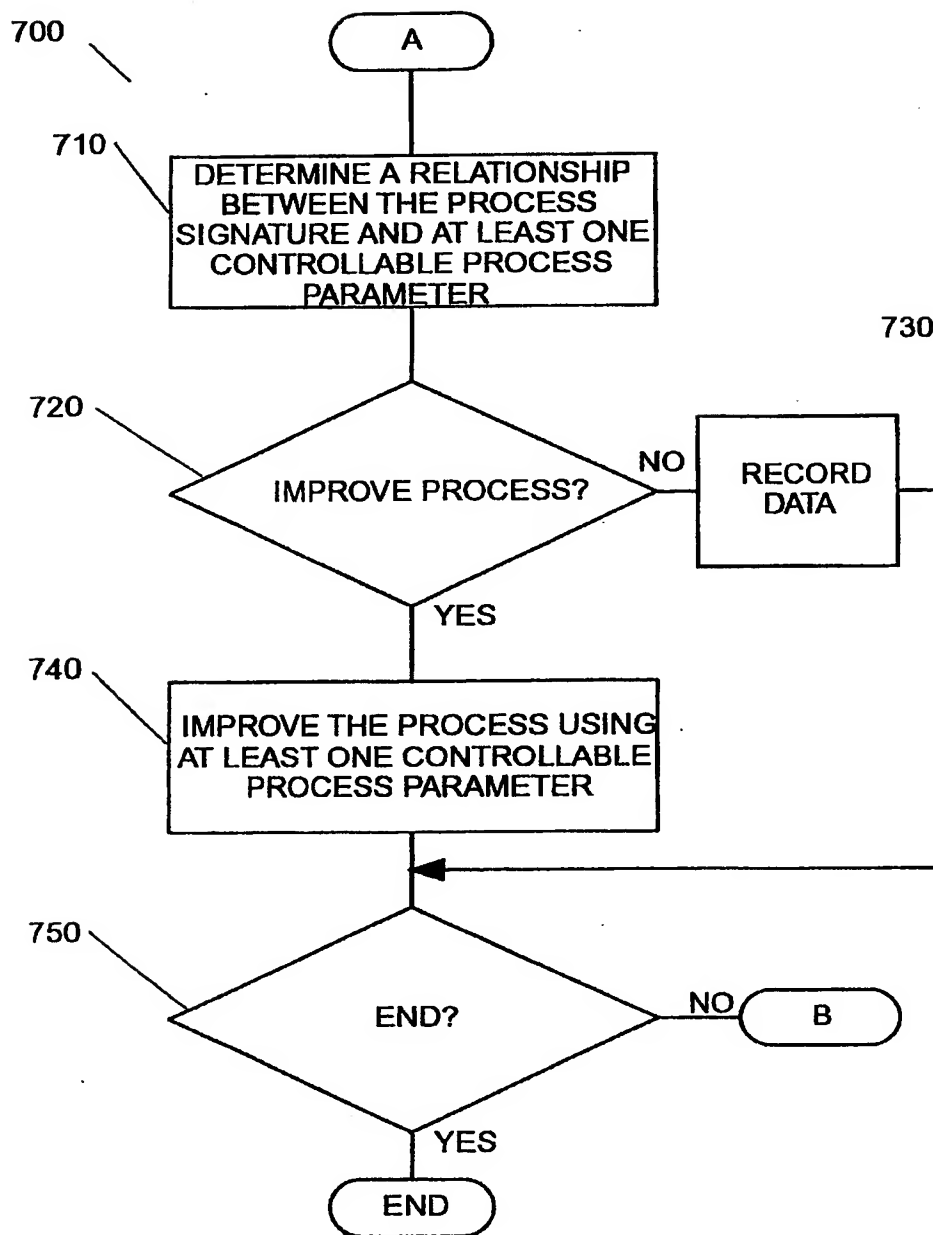 700
A
710
DETERMINE A RELATIONSHIP
BETWEEN THE PROCESS
SIGNATURE AND AT LEAST ONE
CONTROLLABLE PROCESS
PARAMETER
730
720
IMPROVE PROCESS?
NO
RECORD
DATA
YES
740
IMPROVE THE PROCESS USING
AT LEAST ONE CONTROLLABLE
PROCESS PARAMETER
750
END?
NO
B
YES
END